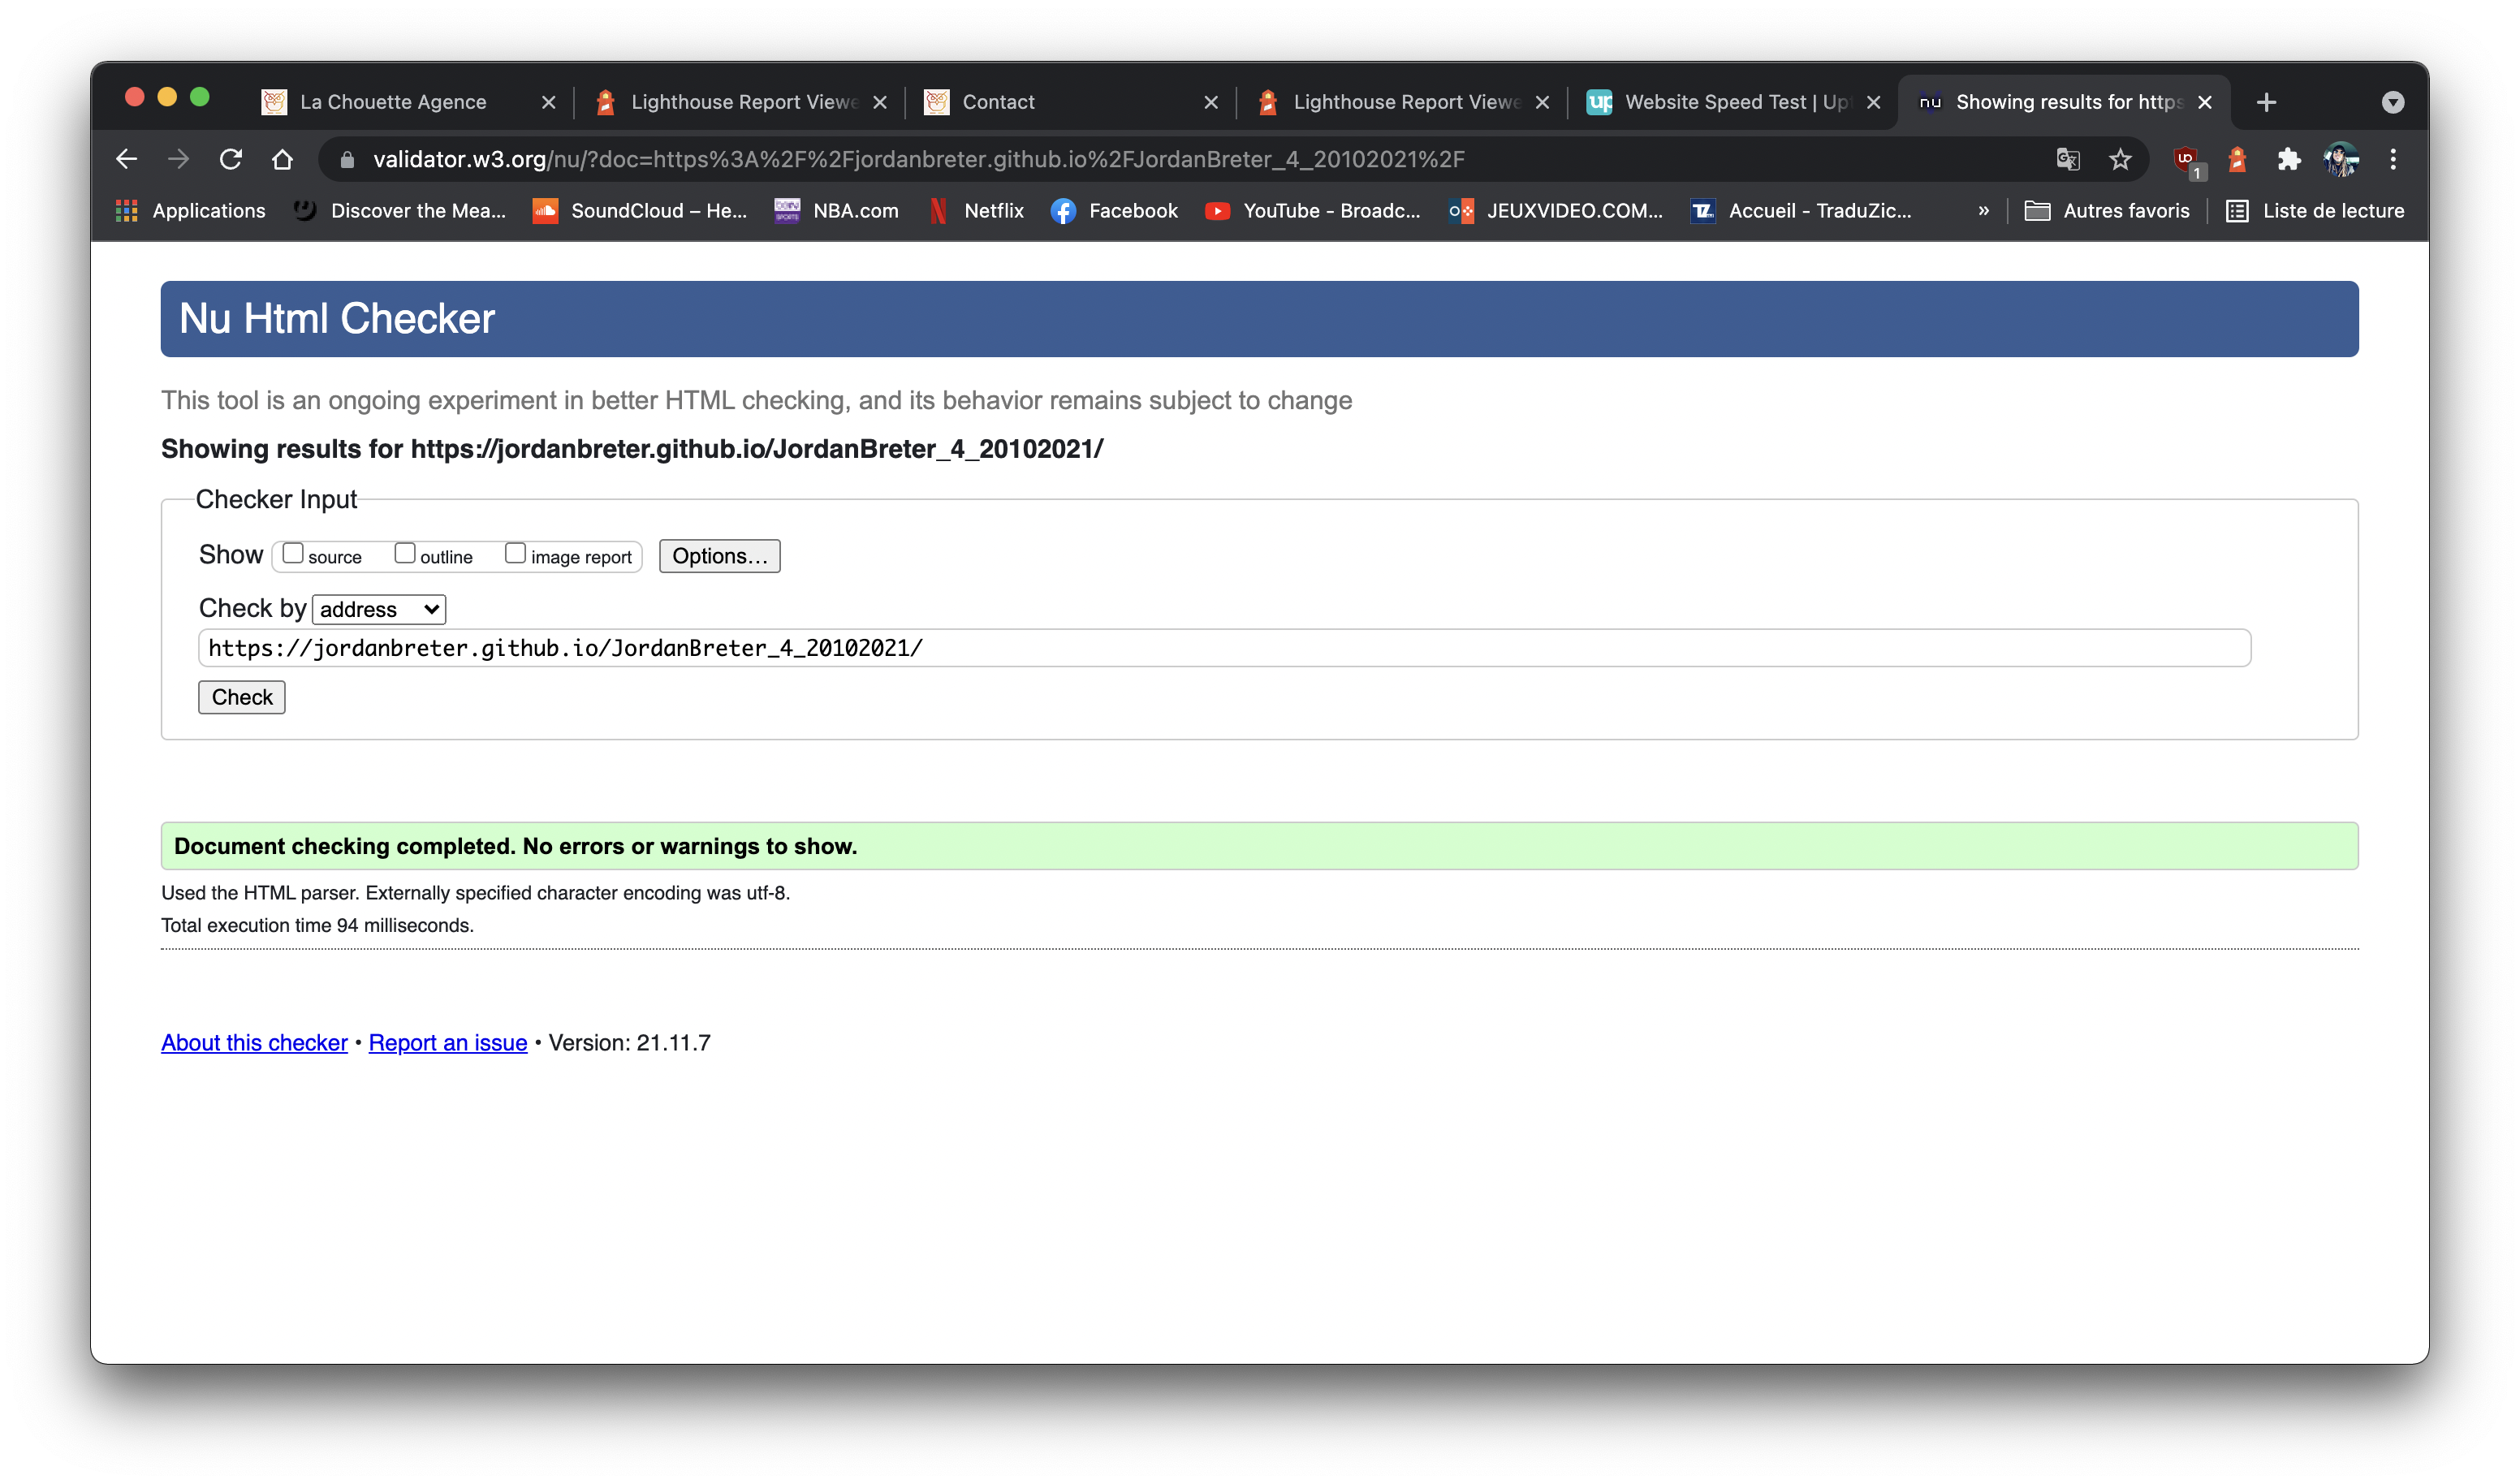 La Chouette Agence
Lighthouse Report Viewe
Contact
Lighthouse Report Viewe
Website Speed Test | Up
nu Showing results for https
validator.w3.org/nu/?doc=https%3A%2F%2Fjordanbreter.github.io%2FJordanBreter_4_20102021%2F
1
Applications
Discover the Mea...
SoundCloud – He...
NBA.com
Netflix
Facebook
YouTube - Broadc...
JEUXVIDEO.COM...
Accueil - TraduZic...
»
Autres favoris
Liste de lecture
Nu Html Checker
This tool is an ongoing experiment in better HTML checking, and its behavior remains subject to change
Showing results for https://jordanbreter.github.io/JordanBreter_4_20102021/
Checker Input
Show source outline image report Options...
Check by address
https://jordanbreter.github.io/JordanBreter_4_20102021/
Check
Document checking completed. No errors or warnings to show.
Used the HTML parser. Externally specified character encoding was utf-8.
Total execution time 94 milliseconds.
About this checker • Report an issue • Version: 21.11.7